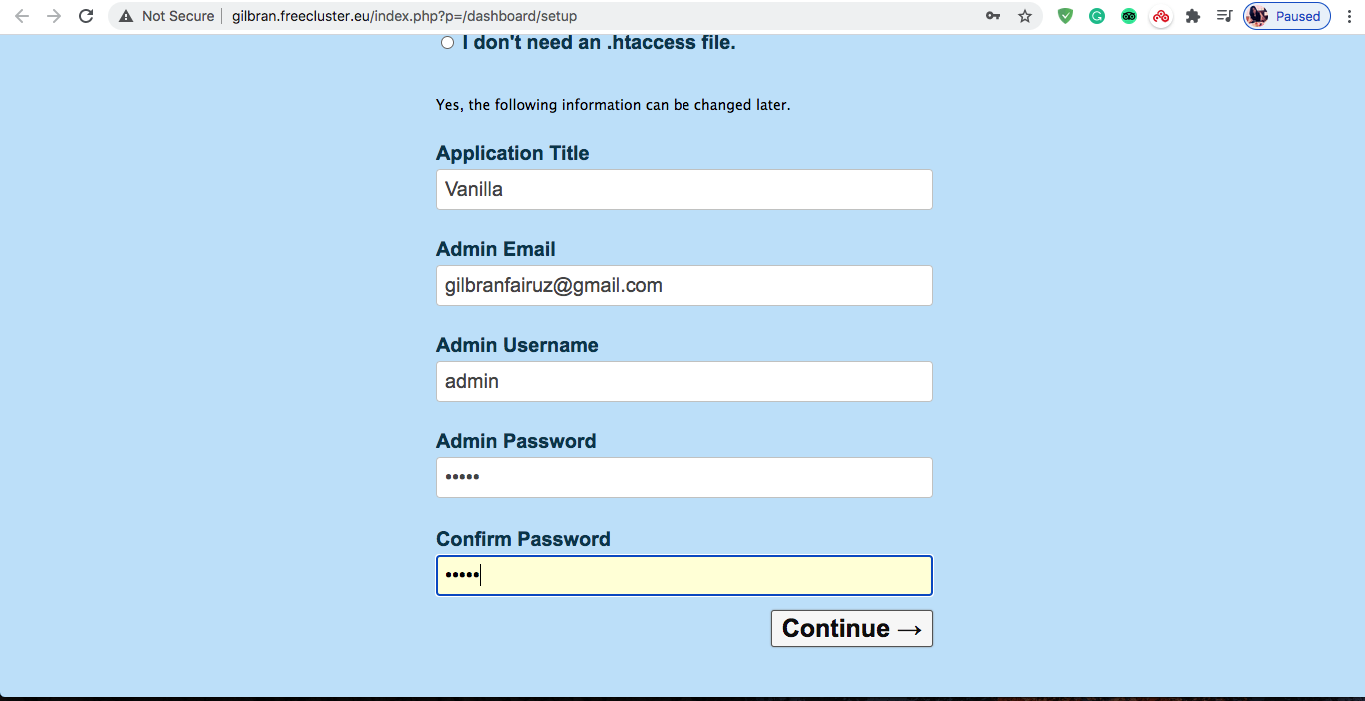 Not Secure
gilbran.freecluster.eu/index.php?p=/dashboard/setup
Paused
I don't need an .htaccess file.
Yes, the following information can be changed later.
Application Title
Vanilla
Admin Email
gilbranfairuz@gmail.com
Admin Username
admin
Admin Password
•••••
Confirm Password
•••••
Continue →